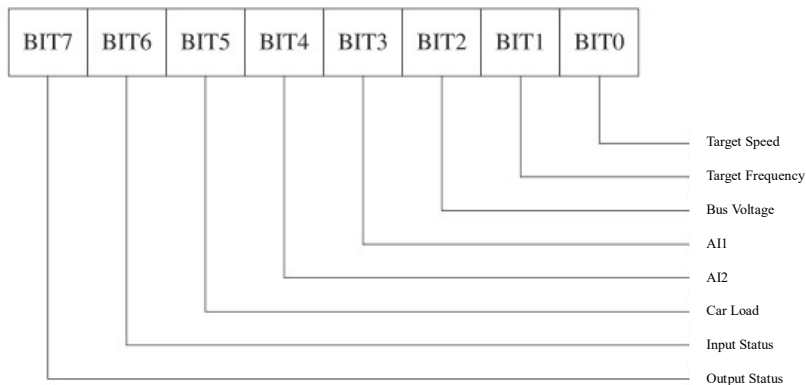 BIT7 BIT6 BIT5 BIT4 BIT3 BIT2 BIT1 BIT0
Target Speed
Target Frequency
Bus Voltage
AI1
AI2
Car Load
Input Status
Output Status